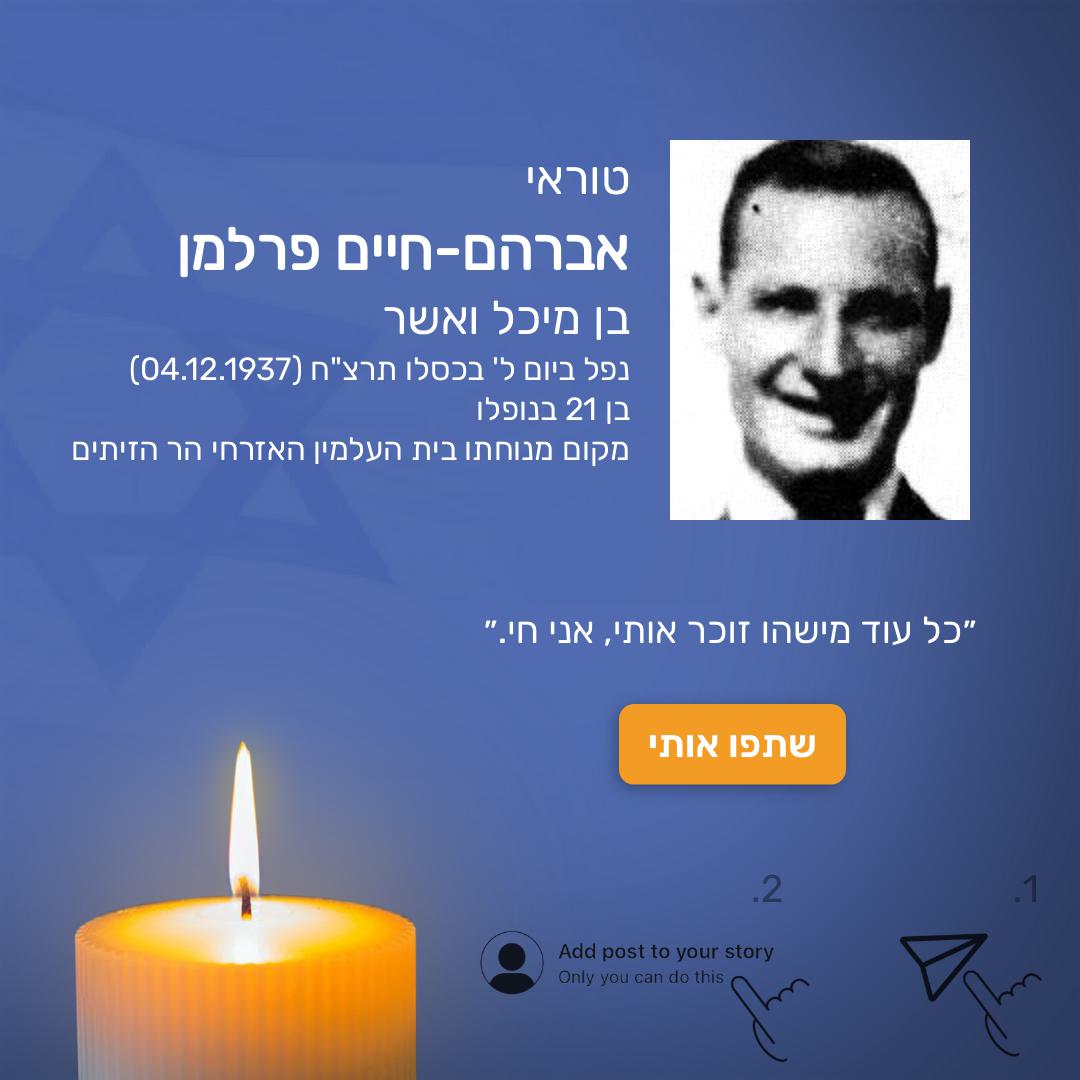 טוראי
אברהם-חיים פרלמן
בן מיכל ואשר
נפל ביום ל' בכסלו תרצ"ח (04.12.1937)
בן 21 בנופלו
מקום מנוחתו בית העלמין האזרחי הר הזיתים
״כל עוד מישהו זוכר אותי, אני חי.״
שתפו אותי
1.
2.
Add post to your story
Only you can do this